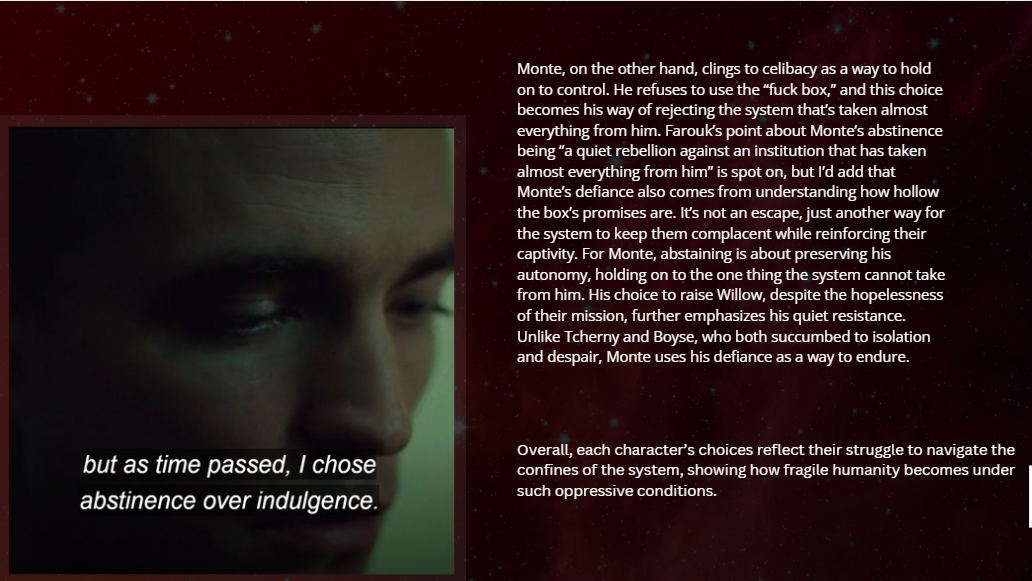 Monte, on the other hand, clings to celibacy as a way to hold
on to control. He refuses to use the “fuck box,” and this choice
becomes his way of rejecting the system that’s taken almost
everything from him. Farouk’s point about Monte’s abstinence
being “a quiet rebellion against an institution that has taken
almost everything from him” is spot on, but I’d add that
Monte’s defiance also comes from understanding how hollow
the box’s promises are. It’s not an escape, just another way for
the system to keep them complacent while reinforcing their
captivity. For Monte, abstaining is about preserving his
autonomy, holding on to the one thing the system cannot take
from him. His choice to raise Willow, despite the hopelessness
of their mission, further emphasizes his quiet resistance.
Unlike Tcherny and Boyse, who both succumbed to isolation
and despair, Monte uses his defiance as a way to endure.
but as time passed, I chose
abstinence over indulgence.
Overall, each character’s choices reflect their struggle to navigate the
confines of the system, showing how fragile humanity becomes under
such oppressive conditions.